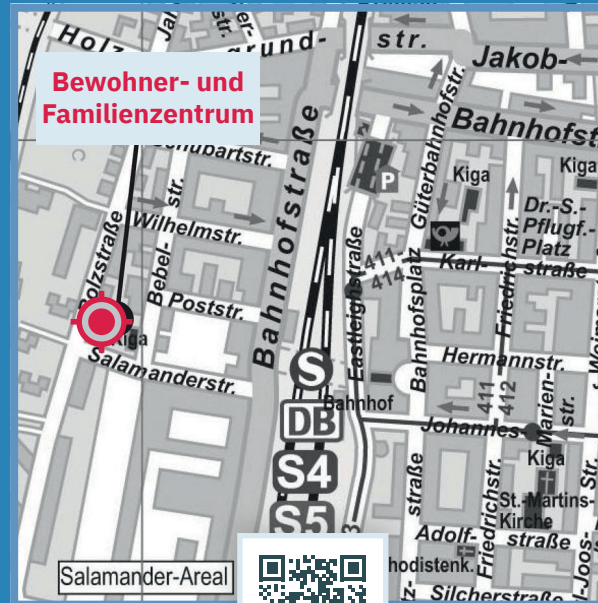 Bewohner- und
Familienzentrum
str.
Jakob-
grund-
Bahnhofst
Schubartstr.
Kiga
Kiga
P
Güterbahnhofstr.
Dr.-S.-
Pflugf.-
Platz
Wilhelmstr.
Bebel-
str.
Bahnhofstraße
Holzstraße
411
414
Karl-
straße
Eastleighstraße
Bahnhofsplatz
Friedrichstr.
Poststr.
Kiga
Salamanderstr.
Hermannstr.
S
Bahnhof
DB
411
412
Johannes
Marien-
str.
S4
Kiga
S5
St.-Martins-
Kirche
Adolf-
straße
Friedrichstr.
straße
hodistenk.
Silcherstraße
Salamander-Areal